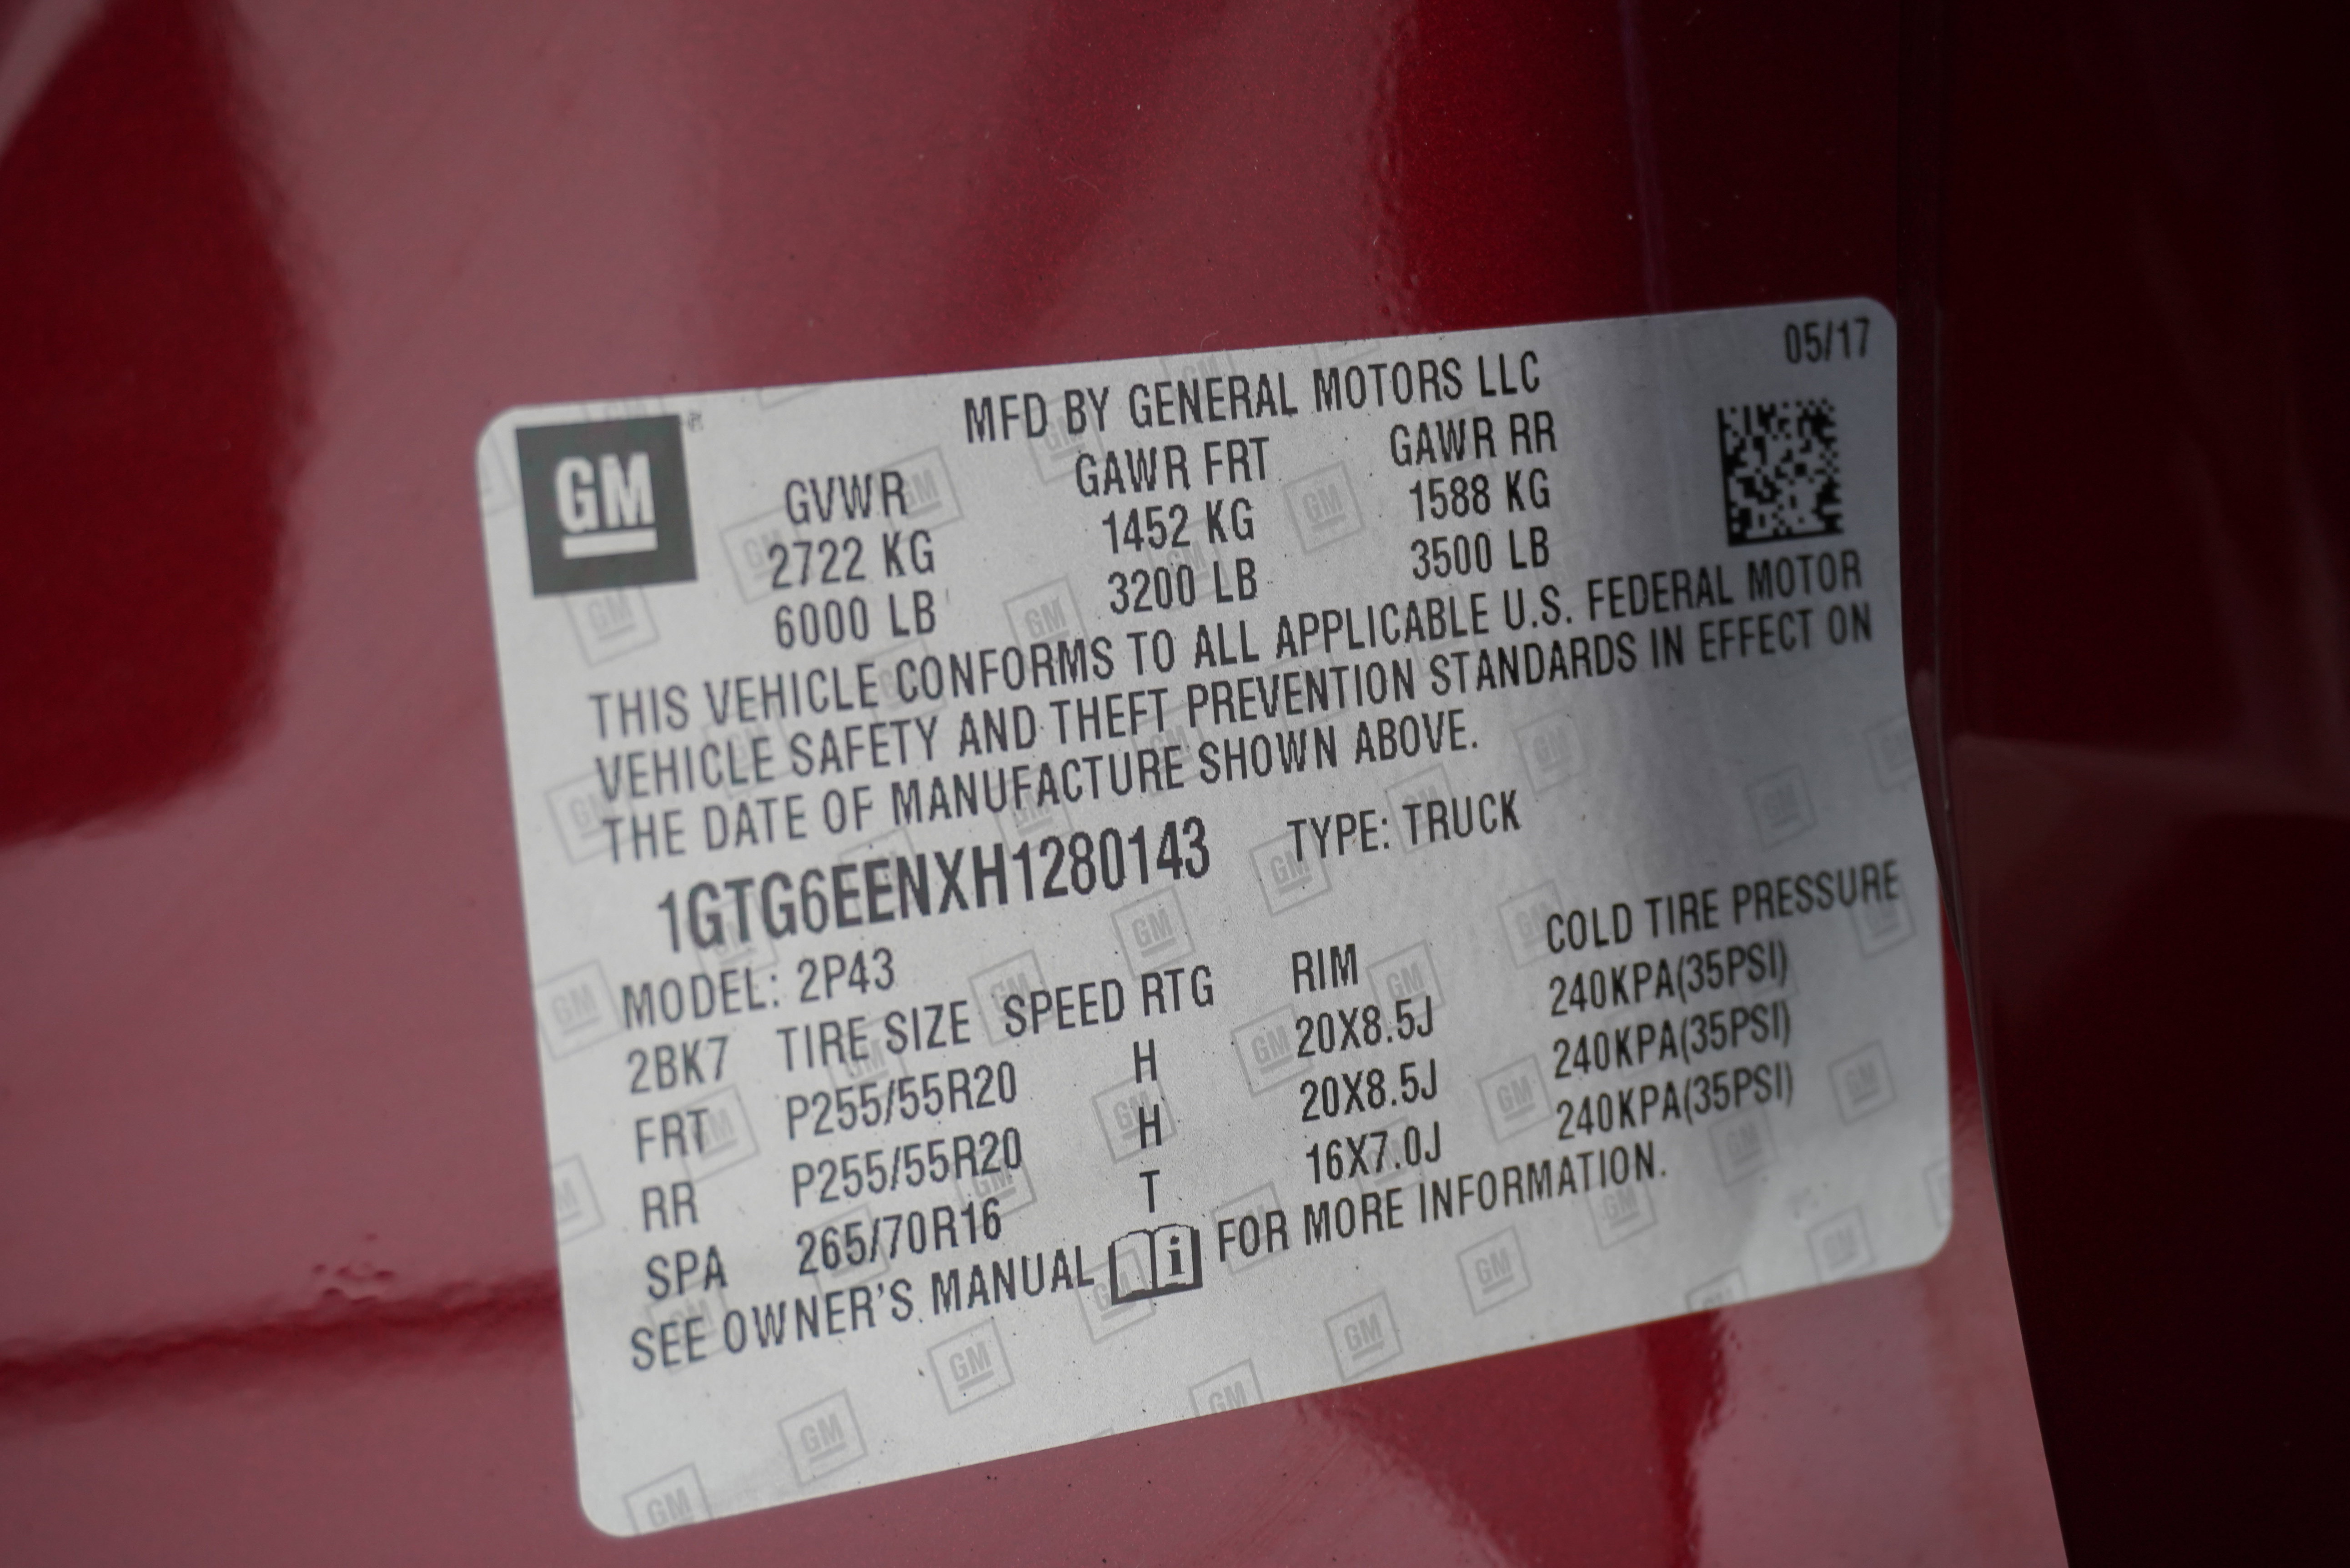 05/17
GM
MFD BY GENERAL MOTORS LLC
GVWR GAWR FRT GAWR RR
2722 KG 1452 KG 1588 KG
6000 LB 3200 LB 3500 LB
THIS VEHICLE CONFORMS TO ALL APPLICABLE U.S. FEDERAL MOTOR
VEHICLE SAFETY AND THEFT PREVENTION STANDARDS IN EFFECT ON
THE DATE OF MANUFACTURE SHOWN ABOVE.
1GTG6EENXH1280143 TYPE: TRUCK
MODEL: 2P43
2BK7 TIRE SIZE SPEED RTG RIM COLD TIRE PRESSURE
FRT P255/55R20 H 20X8.5J 240KPA(35PSI)
RR P255/55R20 H 20X8.5J 240KPA(35PSI)
SPA 265/70R16 T 16X7.0J 240KPA(35PSI)
SEE OWNER'S MANUAL i FOR MORE INFORMATION.